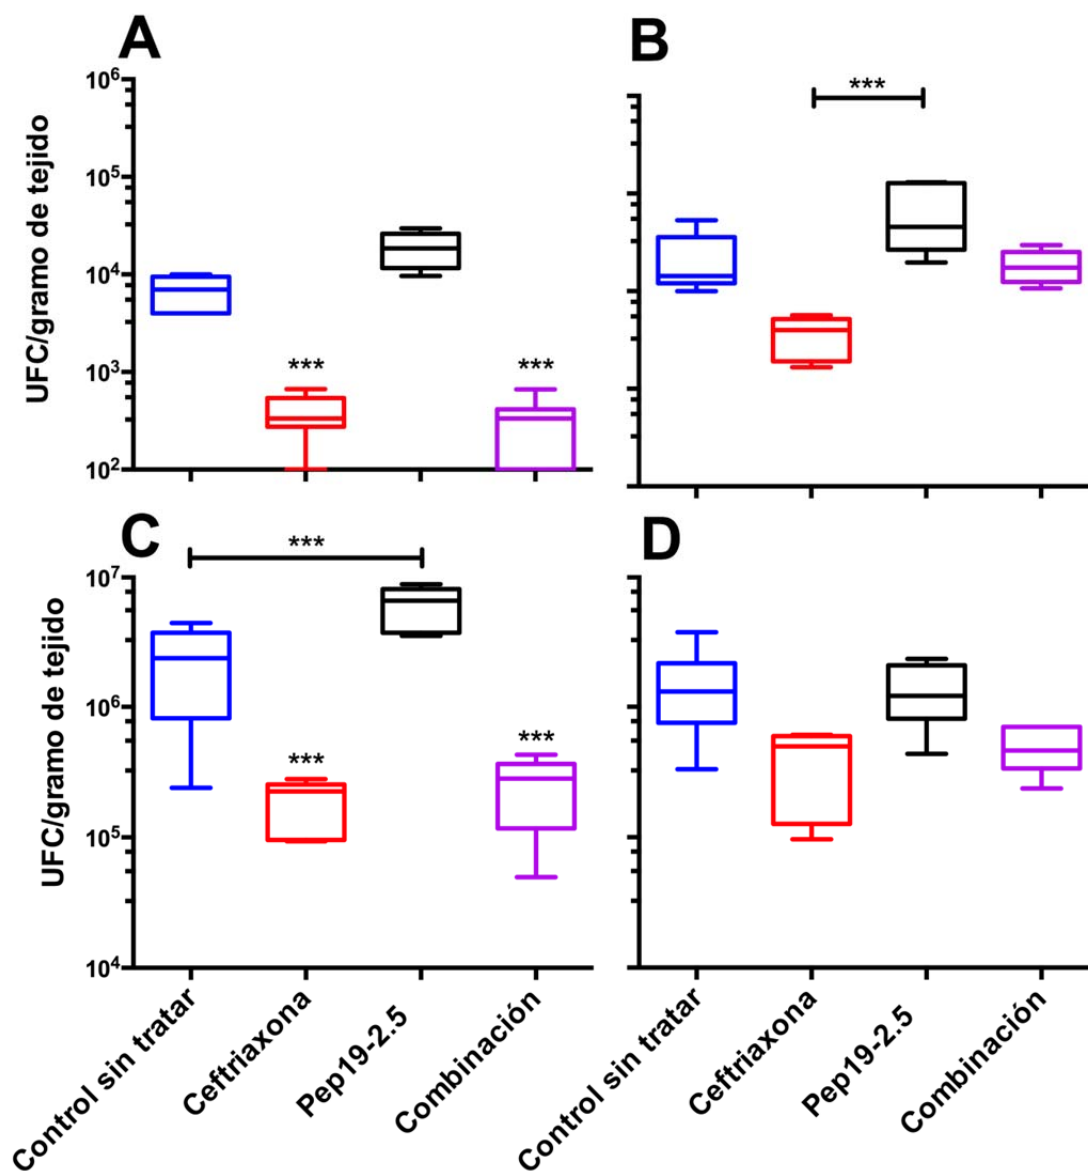 A
B
UFC/gramo de tejido
10⁶
10⁵
10⁴
10³
10²
***
***
***
C
D
UFC/gramo de tejido
10⁷
10⁶
10⁵
10⁴
***
***
***
Control sin tratar
Ceftriaxona
Pep19-2.5
Combinación
Control sin tratar
Ceftriaxona
Pep19-2.5
Combinación